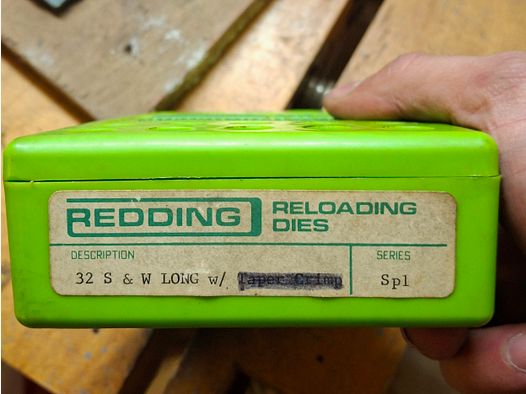 REDDING RELOADING
DIES
DESCRIPTION SERIES
32 S & W LONG w/ Taper Crimp Spl